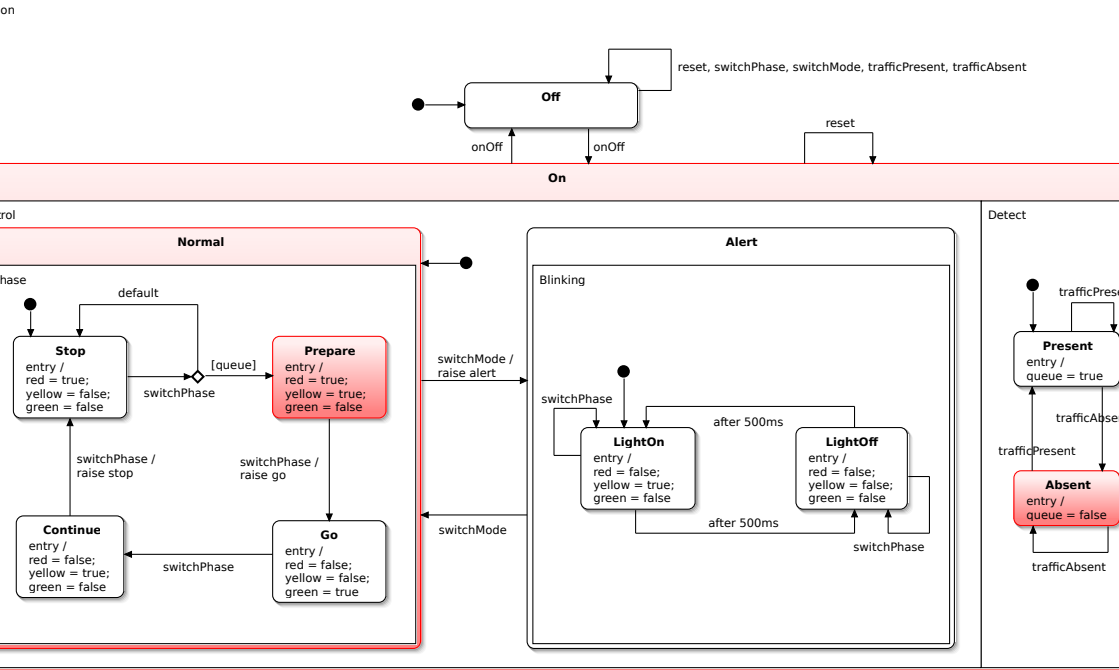 on
reset, switchPhase, switchMode, trafficPresent, trafficAbsent
Off
onOff
onOff
reset
On
rol
Detect
Normal
Alert
hase
Blinking
default
Stop
entry /
red = true;
yellow = false;
green = false
[queue]
switchPhase
Prepare
entry /
red = true;
yellow = true;
green = false
switchMode /
raise alert
switchPhase /
raise stop
switchPhase /
raise go
Continue
entry /
red = false;
yellow = true;
green = false
switchPhase
Go
entry /
red = false;
yellow = false;
green = true
switchMode
switchPhase
LightOn
entry /
red = false;
yellow = true;
green = false
after 500ms
after 500ms
LightOff
entry /
red = false;
yellow = false;
green = false
switchPhase
trafficPrese
Present
entry /
queue = true
trafficAbse
trafficPresent
Absent
entry /
queue = false
trafficAbsent